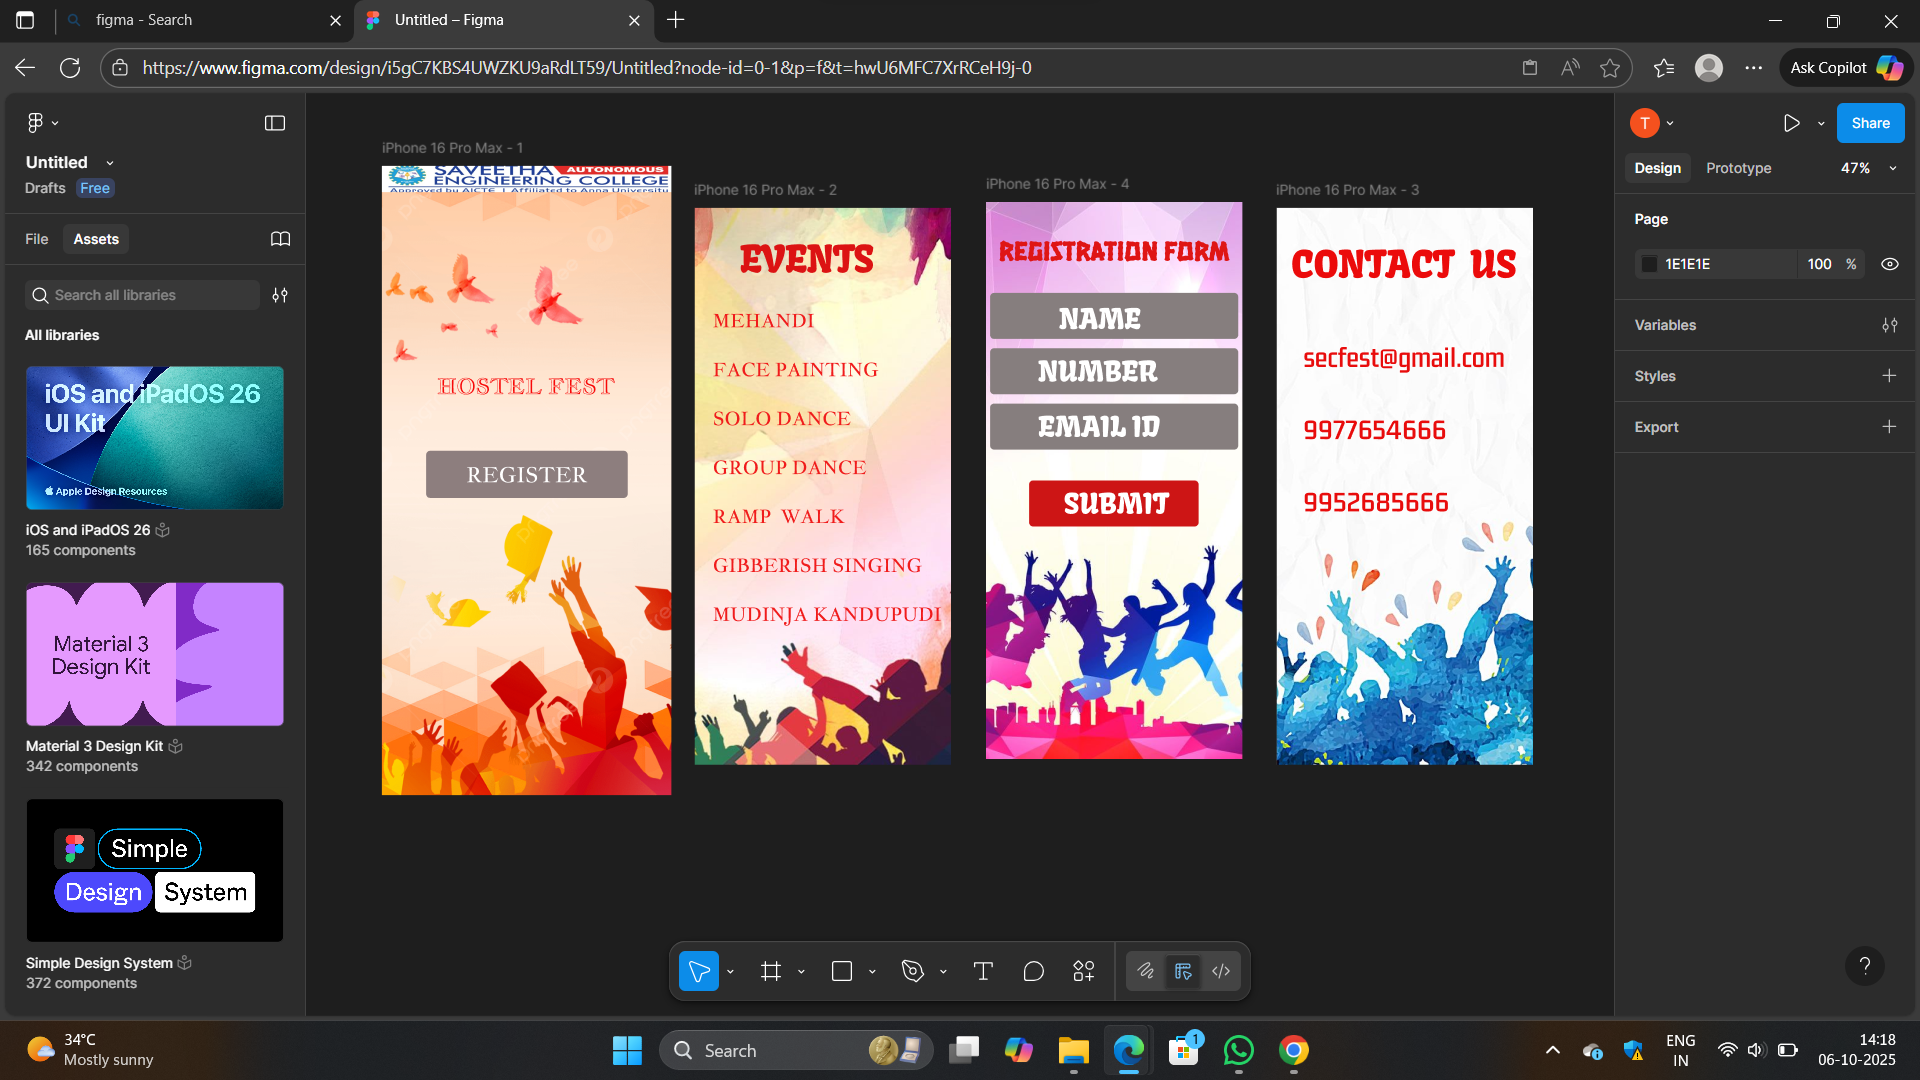 figma - Search
Untitled – Figma
https://www.figma.com/design/i5gC7KBS4UWZKU9aRdLT59/Untitled?node-id=0-1&p=f&t=hwU6MFC7XrRCeH9j-0
Ask Copilot
Untitled
Drafts Free
File Assets
Search all libraries
All libraries
iOS and iPadOS 26
UI Kit
Apple Design Resources
iOS and iPadOS 26
165 components
Material 3
Design Kit
Material 3 Design Kit
342 components
Simple
Design System
Simple Design System
372 components
iPhone 16 Pro Max - 1
SAVEETHA AUTONOMOUS
ENGINEERING COLLEGE
Approved by AICTE | Affiliated to Anna University
HOSTEL FEST
REGISTER
iPhone 16 Pro Max - 2
EVENTS
MEHANDI
FACE PAINTING
SOLO DANCE
GROUP DANCE
RAMP WALK
GIBBERISH SINGING
MUDINJA KANDUPUDI
iPhone 16 Pro Max - 4
REGISTRATION FORM
NAME
NUMBER
EMAIL ID
SUBMIT
iPhone 16 Pro Max - 3
CONTACT US
secfest@gmail.com
9977654666
9952685666
T
Share
Design Prototype 47%
Page
1E1E1E 100 %
Variables
Styles
Export
?
34°C
Mostly sunny
Search
1
ENG
IN
14:18
06-10-2025